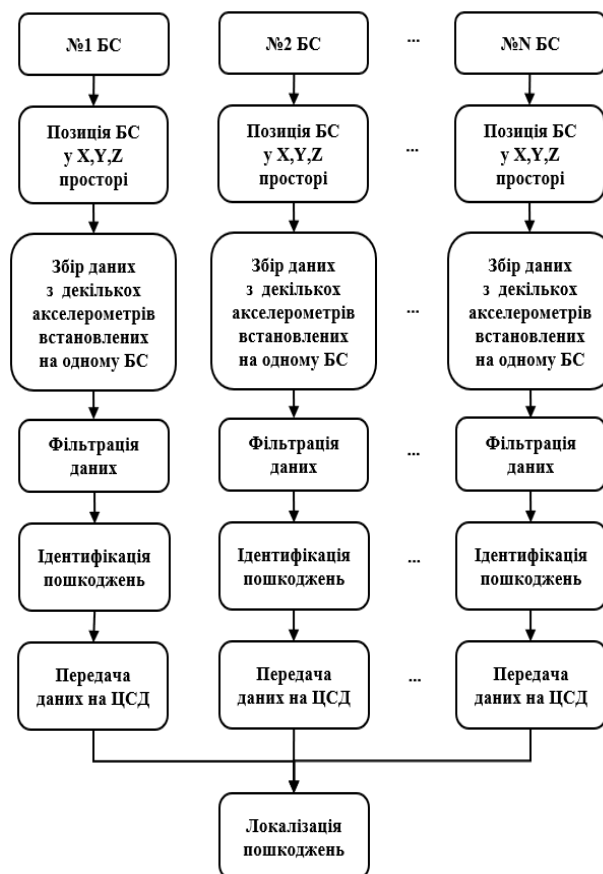 №1 БС
№2 БС
...
№N БС
Позиція БС
у X,Y,Z
просторі
Позиція БС
у X,Y,Z
просторі
...
Позиція БС
у X,Y,Z
просторі
Збір даних
з декількох
акселерометрів
встановлених
на одному БС
Збір даних
з декількох
акселерометрів
встановлених
на одному БС
...
Збір даних
з декількох
акселерометрів
встановлених
на одному БС
Фільтрація
даних
Фільтрація
даних
...
Фільтрація
даних
Ідентифікація
пошкоджень
Ідентифікація
пошкоджень
...
Ідентифікація
пошкоджень
Передача
даних на ЦСД
Передача
даних на ЦСД
...
Передача
даних на ЦСД
Локалізація
пошкоджень